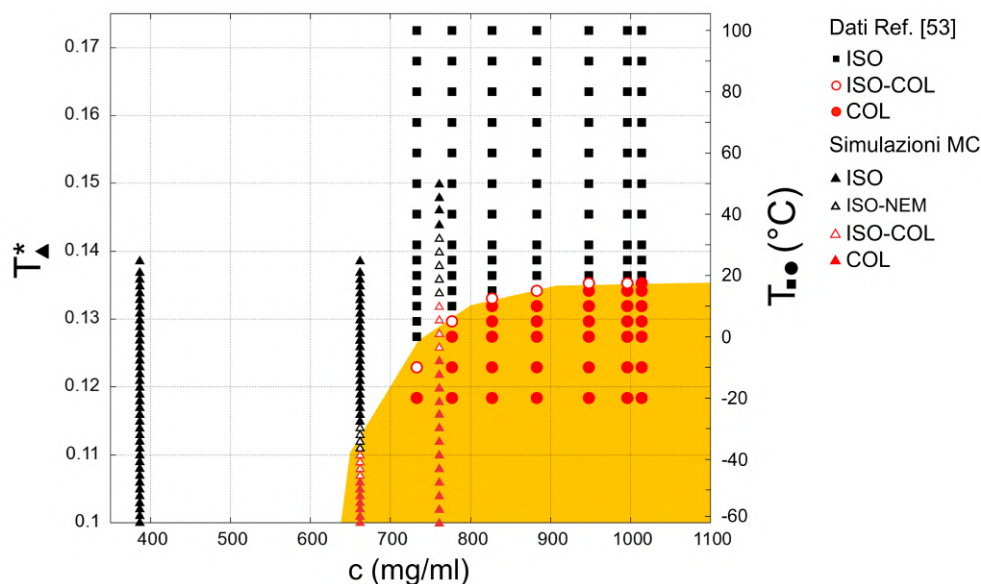 0.17
0.16
0.15
0.14
0.13
0.12
0.11
0.1
T*
400
500
600
700
800
900
1000
1100
c (mg/ml)
100
80
60
40
20
0
-20
-40
-60
T (°C)
Dati Ref. [53]
ISO
ISO-COL
COL
Simulazioni MC
ISO
ISO-NEM
ISO-COL
COL